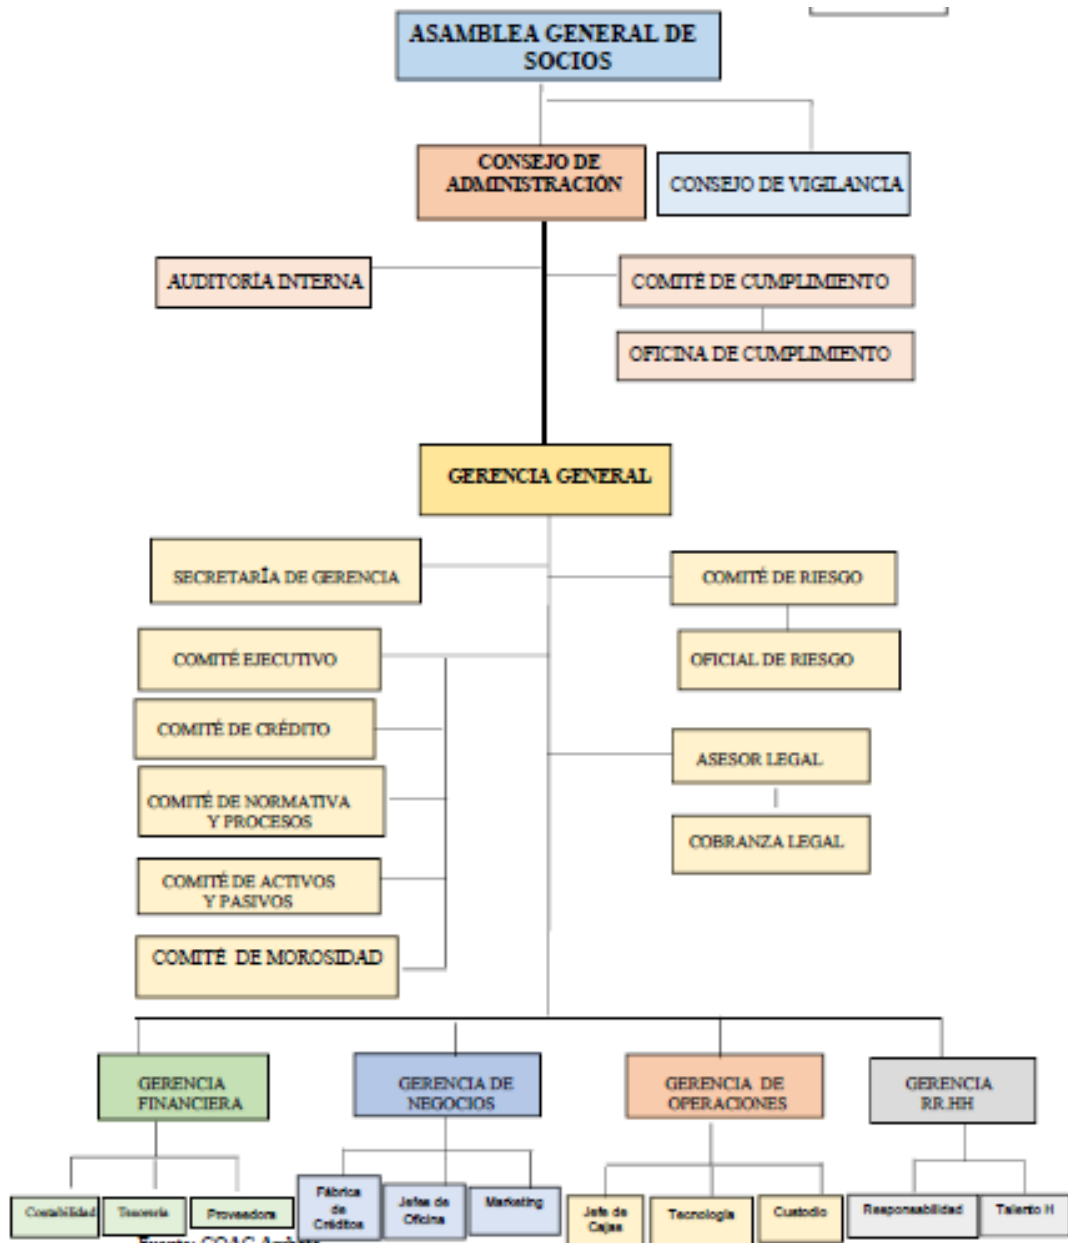 ASAMBLEA GENERAL DE
SOCIOS
CONSEJO DE
ADMINISTRACIÓN
CONSEJO DE VIGILANCIA
AUDITORÍA INTERNA
COMITÉ DE CUMPLIMIENTO
OFICINA DE CUMPLIMIENTO
GERENCIA GENERAL
SECRETARÍA DE GERENCIA
COMITÉ DE RIESGO
COMITÉ EJECUTIVO
OFICIAL DE RIESGO
COMITÉ DE CRÉDITO
ASESOR LEGAL
COMITÉ DE NORMATIVA
Y PROCESOS
COBRANZA LEGAL
COMITÉ DE ACTIVOS
Y PASIVOS
COMITÉ DE MOROSIDAD
GERENCIA
FINANCIERA
GERENCIA DE
NEGOCIOS
GERENCIA DE
OPERACIONES
GERENCIA
RR.HH
Contabilidad
Tesorería
Proveedora
Fábrica
de
Créditos
Jefes de
Oficina
Marketing
Jefe de
Cajas
Tecnología
Custodio
Responsabilidad
Talento H